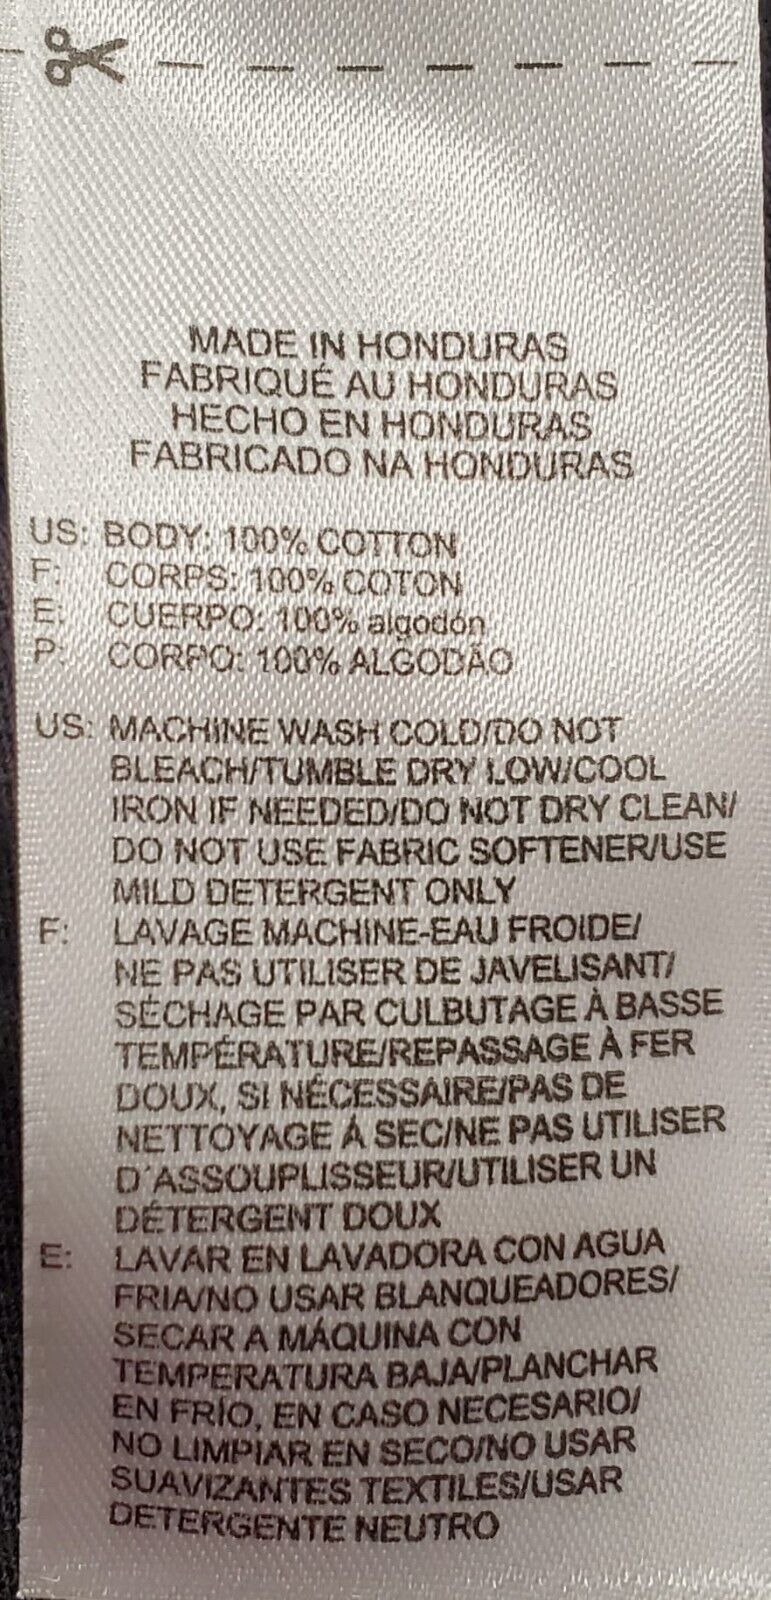 MADE IN HONDURAS
FABRIQUÉ AU HONDURAS
HECHO EN HONDURAS
FABRICADO NA HONDURAS
US: BODY: 100% COTTON
F: CORPS: 100% COTON
E: CUERPO: 100% algodón
P: CORPO: 100% ALGODÃO
US: MACHINE WASH COLD/DO NOT
BLEACH/TUMBLE DRY LOW/COOL
IRON IF NEEDED/DO NOT DRY CLEAN/
DO NOT USE FABRIC SOFTENER/USE
MILD DETERGENT ONLY
F: LAVAGE MACHINE-EAU FROIDE/
NE PAS UTILISER DE JAVELISANT/
SÉCHAGE PAR CULBUTAGE À BASSE
TEMPÉRATURE/REPASSAGE À FER
DOUX, SI NÉCESSAIRE/PAS DE
NETTOYAGE À SEC/NE PAS UTILISER
D´ASSOUPLISSEUR/UTILISER UN
DÉTERGENT DOUX
E: LAVAR EN LAVADORA CON AGUA
FRIA/NO USAR BLANQUEADORES/
SECAR A MÁQUINA CON
TEMPERATURA BAJA/PLANCHAR
EN FRÍO, EN CASO NECESARIO/
NO LIMPIAR EN SECO/NO USAR
SUAVIZANTES TEXTILES/USAR
DETERGENTE NEUTRO